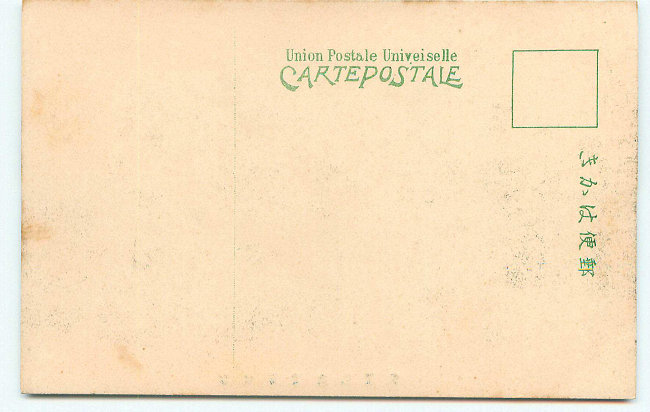 Union Postale Univeiselle
CARTEPOSTALE
きかは便郵